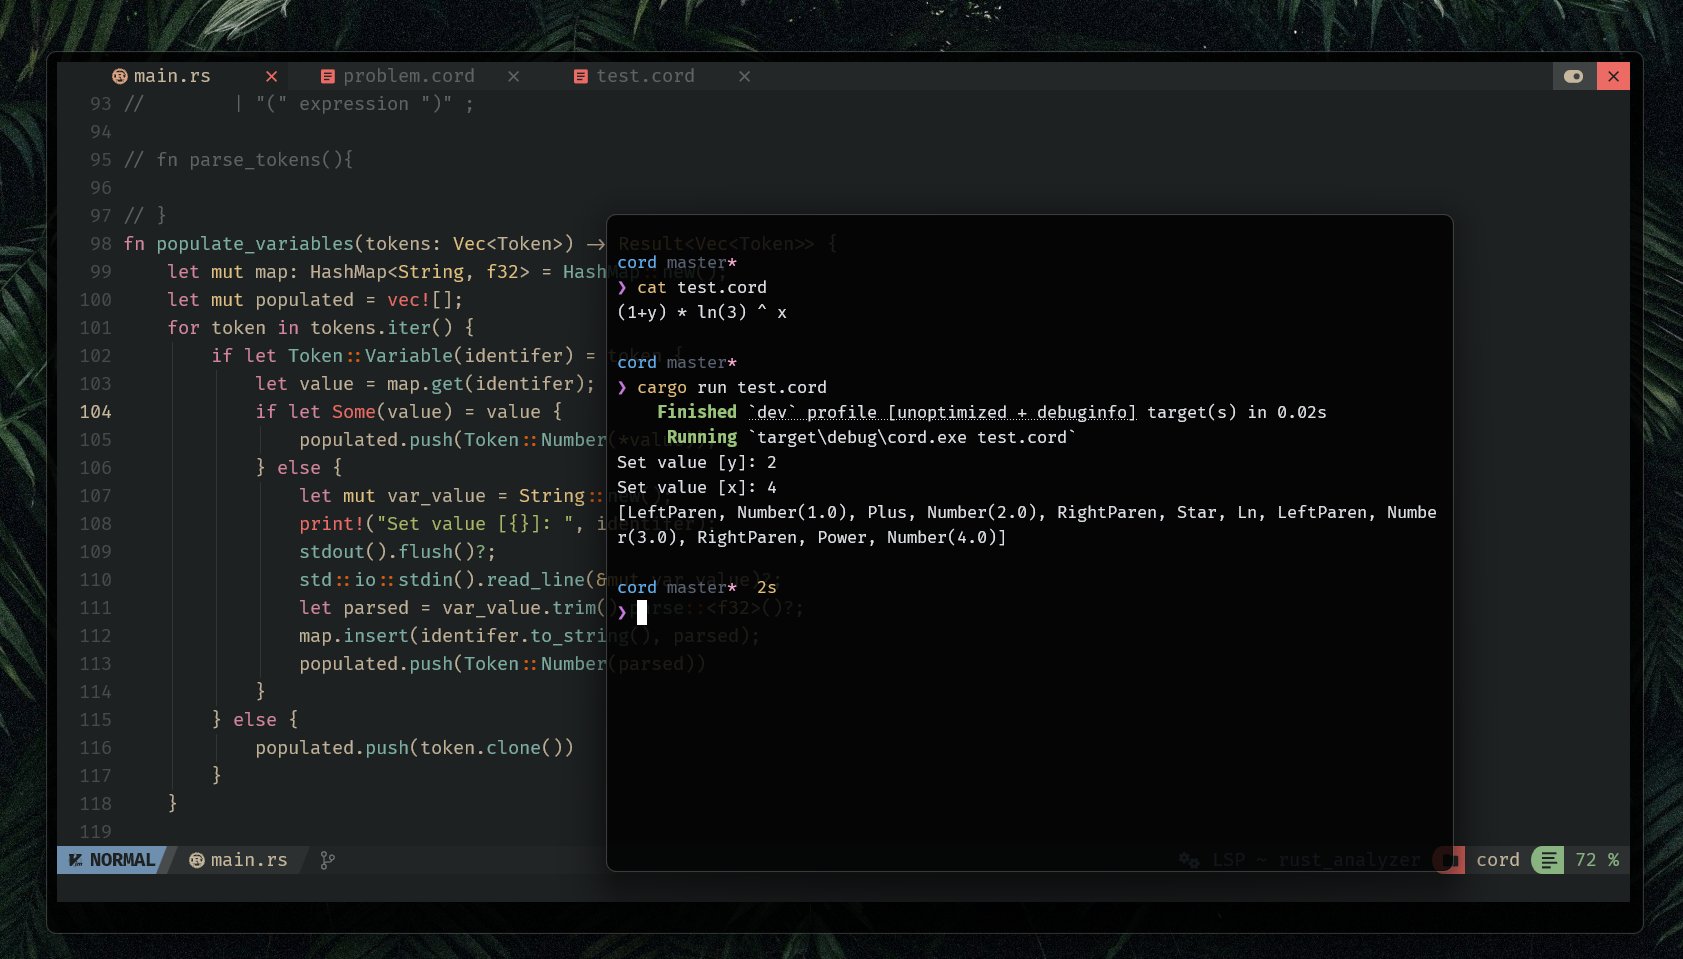 main.rs problem.cord test.cord
93 // | "(" expression ")" ;
94
95 // fn parse_tokens(){
96
97 // }
98 fn populate_variables(tokens: Vec<Token>) -> Result<Vec<Token>> {
99 let mut map: HashMap<String, f32> = HashMap::new();
100 let mut populated = vec![];
101 for token in tokens.iter() {
102 if let Token::Variable(identifer) = token {
103 let value = map.get(identifer);
104 if let Some(value) = value {
105 populated.push(Token::Number(*value
106 } else {
107 let mut var_value = String::new();
108 print!("Set value [{}]: ", identifer);
109 stdout().flush()?;
110 std::io::stdin().read_line(&mut var_value)?;
111 let parsed = var_value.trim().parse::<f32>()?;
112 map.insert(identifer.to_string(), parsed);
113 populated.push(Token::Number(parsed))
114 }
115 } else {
116 populated.push(token.clone())
117 }
118 }
119
NORMAL main.rs LSP ~ rust_analyzer cord 72 %
cord master*
❯ cat test.cord
(1+y) * ln(3) ^ x
cord master*
❯ cargo run test.cord
Finished `dev` profile [unoptimized + debuginfo] target(s) in 0.02s
Running `target\debug\cord.exe test.cord`
Set value [y]: 2
Set value [x]: 4
[LeftParen, Number(1.0), Plus, Number(2.0), RightParen, Star, Ln, LeftParen, Numbe
r(3.0), RightParen, Power, Number(4.0)]
cord master* 2s
❯